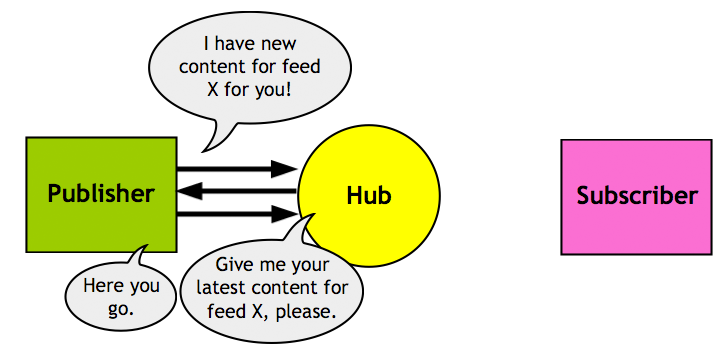 I have new
content for feed
X for you!
Publisher
Hub
Subscriber
Here you
go.
Give me your
latest content for
feed X, please.